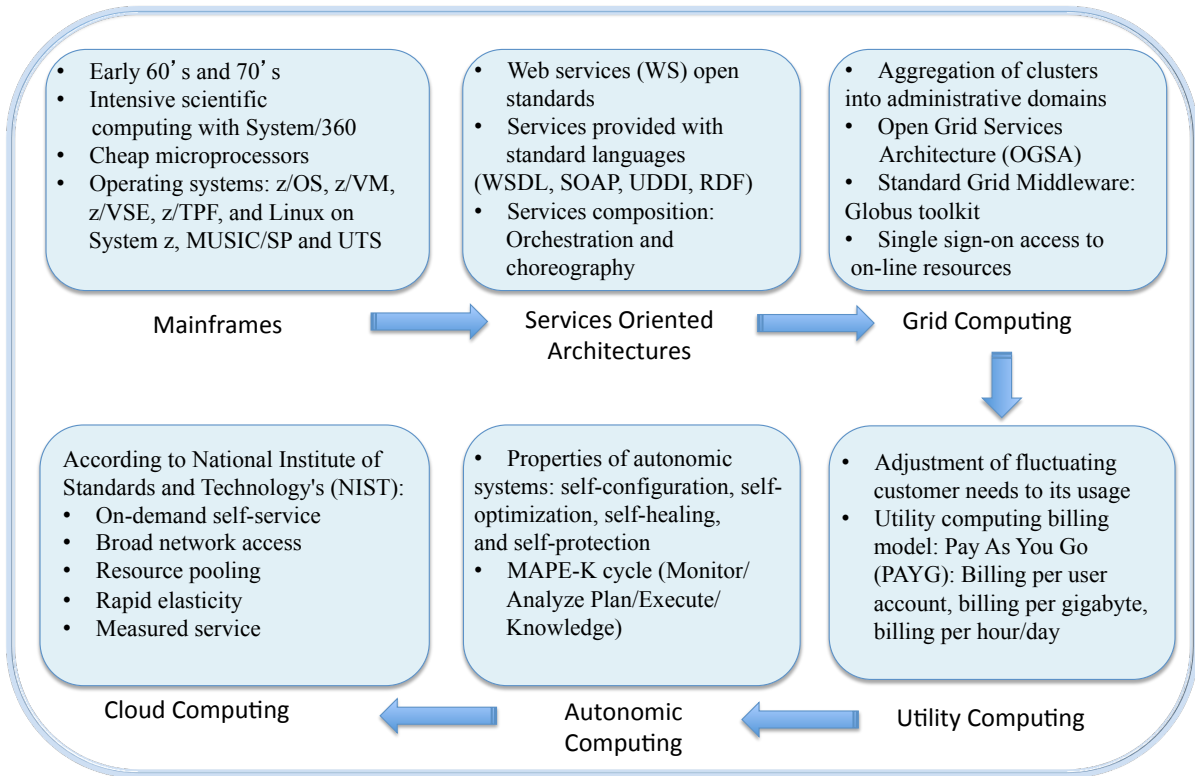 • Early 60's and 70's
• Intensive scientific
computing with System/360
• Cheap microprocessors
• Operating systems: z/OS, z/VM,
z/VSE, z/TPF, and Linux on
System z, MUSIC/SP and UTS
Mainframes
• Web services (WS) open
standards
• Services provided with
standard languages
(WSDL, SOAP, UDDI, RDF)
• Services composition:
Orchestration and
choreography
Services Oriented
Architectures
• Aggregation of clusters
into administrative domains
• Open Grid Services
Architecture (OGSA)
• Standard Grid Middleware:
Globus toolkit
• Single sign-on access to
on-line resources
Grid Computing
• Adjustment of fluctuating
customer needs to its usage
• Utility computing billing
model: Pay As You Go
(PAYG): Billing per user
account, billing per gigabyte,
billing per hour/day
Utility Computing
• Properties of autonomic
systems: self-configuration, self-
optimization, self-healing,
and self-protection
• MAPE-K cycle (Monitor/
Analyze Plan/Execute/
Knowledge)
Autonomic
Computing
According to National Institute of
Standards and Technology's (NIST):
• On-demand self-service
• Broad network access
• Resource pooling
• Rapid elasticity
• Measured service
Cloud Computing